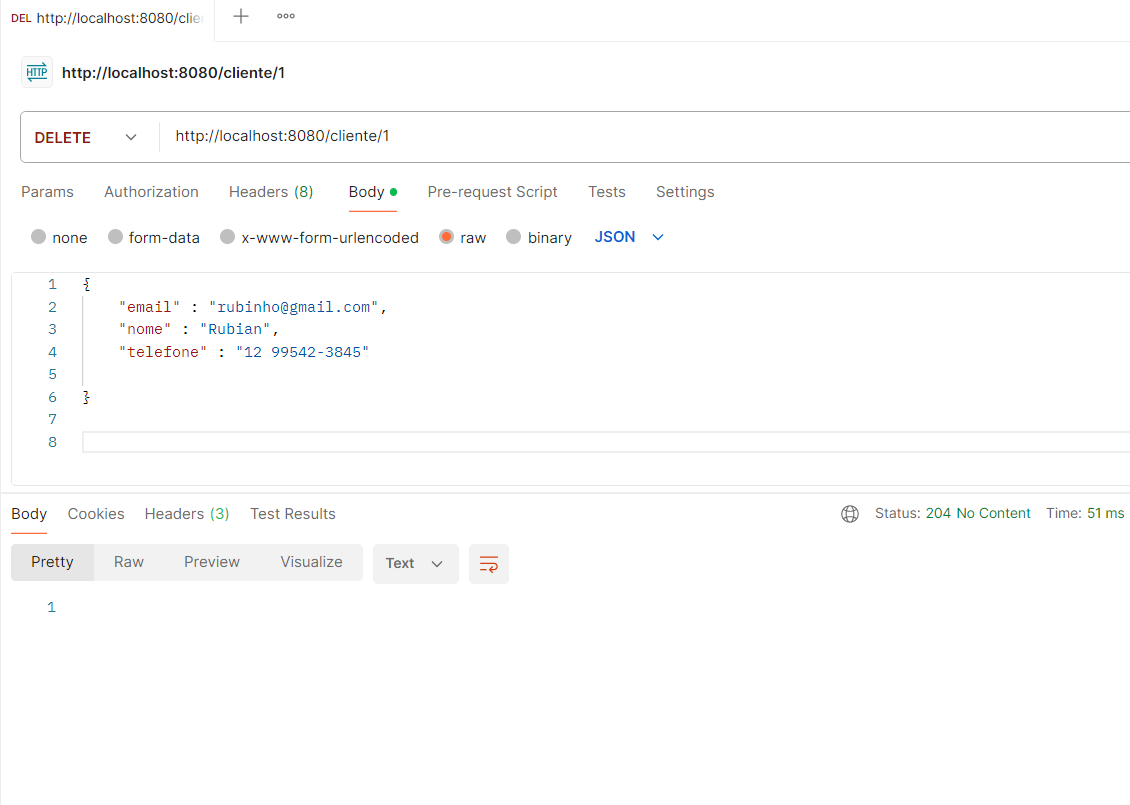 DEL http://localhost:8080/clie
http://localhost:8080/cliente/1
HTTP
DELETE http://localhost:8080/cliente/1
Params Authorization Headers (8) Body Pre-request Script Tests Settings
none form-data x-www-form-urlencoded raw binary JSON
1 {
2 "email" : "rubinho@gmail.com",
3 "nome" : "Rubian",
4 "telefone" : "12 99542-3845"
5
6 }
7
8
Body Cookies Headers (3) Test Results Status: 204 No Content Time: 51 ms
Pretty Raw Preview Visualize Text
1